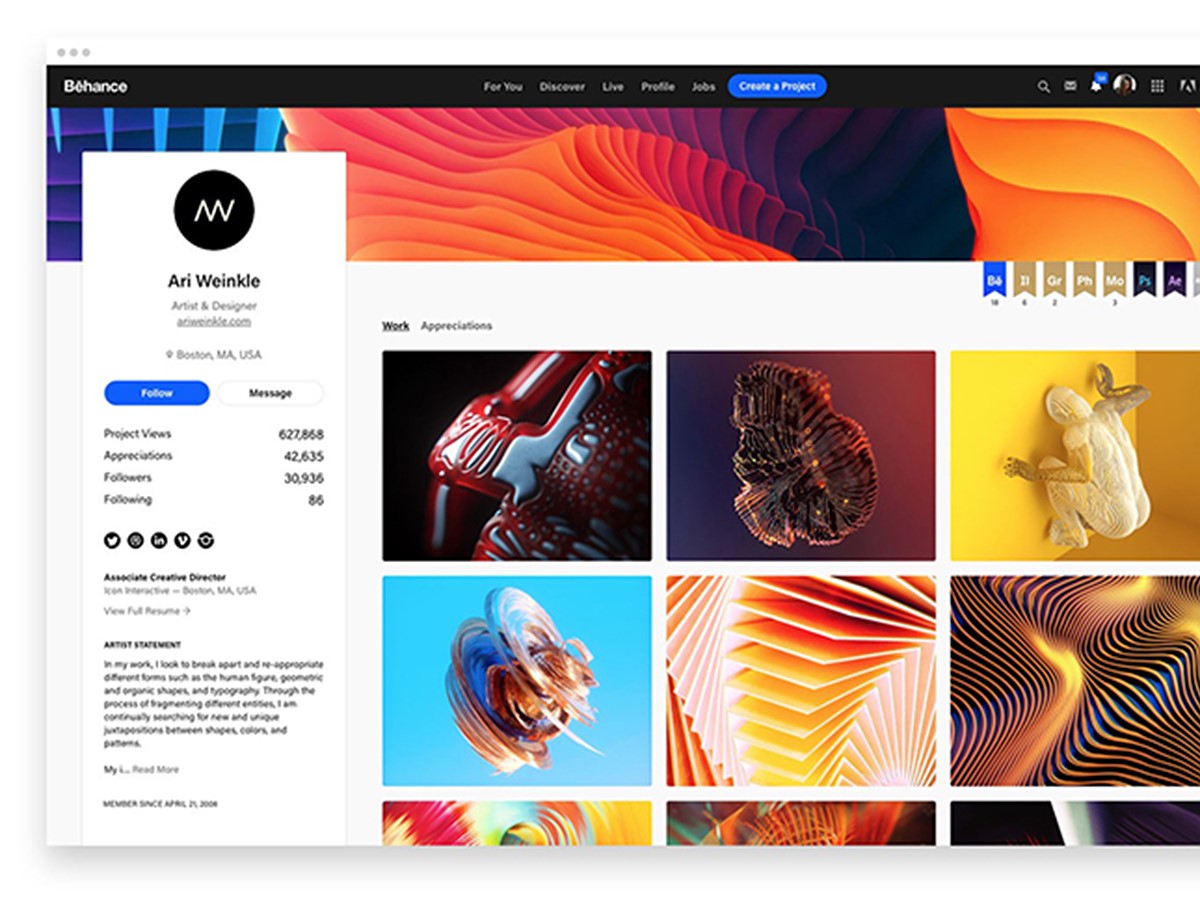 Bēhance
For You Discover Live Profile Jobs Create a Project
Bē Il Gr Ph Mo Ps Ae
18 6 2 3
Ari Weinkle
Artist & Designer
ariweinkle.com
Boston, MA, USA
Follow Message
Project Views 627,868
Appreciations 42,635
Followers 30,936
Following 86
Associate Creative Director
Icon Interactive — Boston, MA, USA
View Full Resume →
ARTIST STATEMENT
In my work, I look to break apart and re-appropriate
different forms such as the human figure, geometric
and organic shapes, and typography. Through the
process of fragmenting different entities, I am
continually searching for new and unique
juxtapositions between shapes, colors, and
patterns.
My i... Read More
MEMBER SINCE APRIL 21, 2008
Work Appreciations